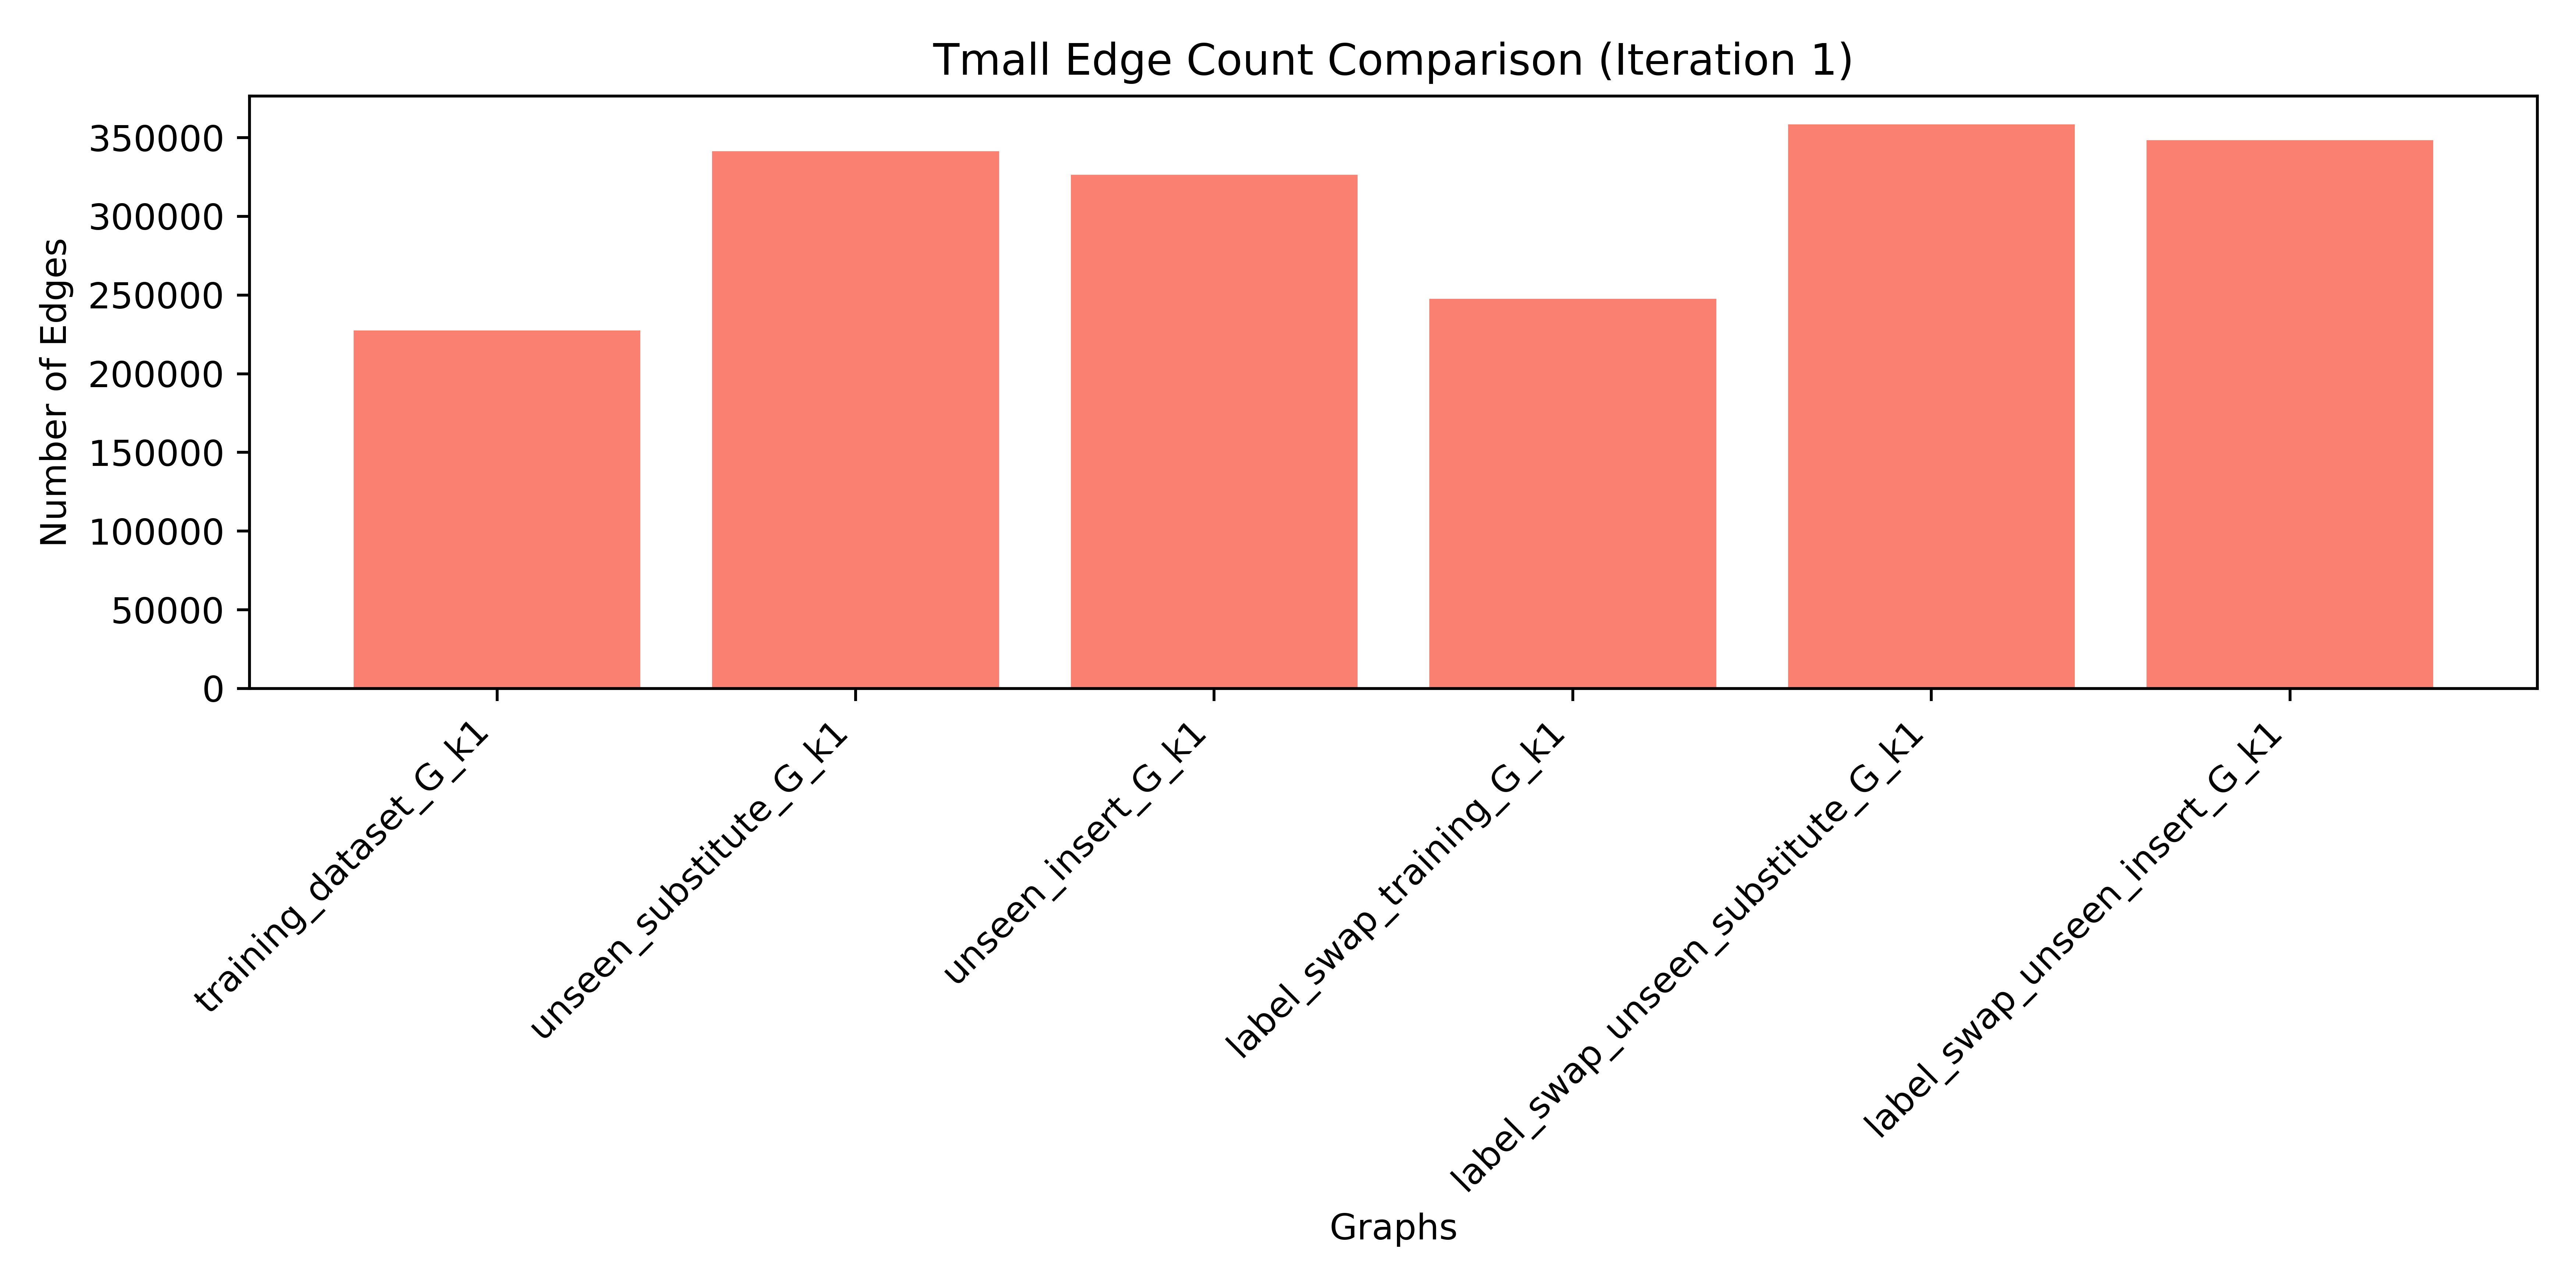 Tmall Edge Count Comparison (Iteration 1)
Number of Edges
350000
300000
250000
200000
150000
100000
50000
0
training_dataset_G_k1
unseen_substitute_G_k1
unseen_insert_G_k1
label_swap_training_G_k1
label_swap_unseen_substitute_G_k1
label_swap_unseen_insert_G_k1
Graphs